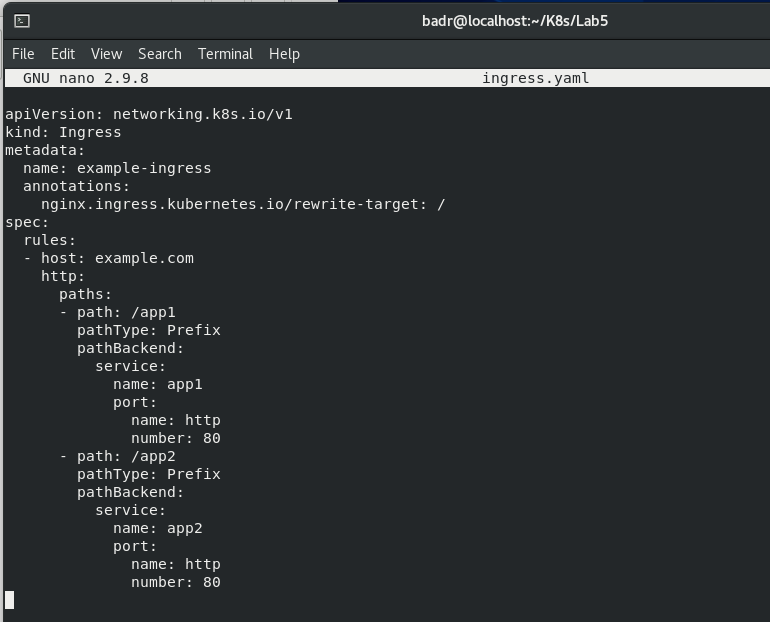 badr@localhost:~/K8s/Lab5
File Edit View Search Terminal Help
GNU nano 2.9.8 ingress.yaml
apiVersion: networking.k8s.io/v1
kind: Ingress
metadata:
  name: example-ingress
  annotations:
    nginx.ingress.kubernetes.io/rewrite-target: /
spec:
  rules:
  - host: example.com
    http:
      paths:
      - path: /app1
        pathType: Prefix
        pathBackend:
          service:
            name: app1
            port:
              name: http
              number: 80
      - path: /app2
        pathType: Prefix
        pathBackend:
          service:
            name: app2
            port:
              name: http
              number: 80